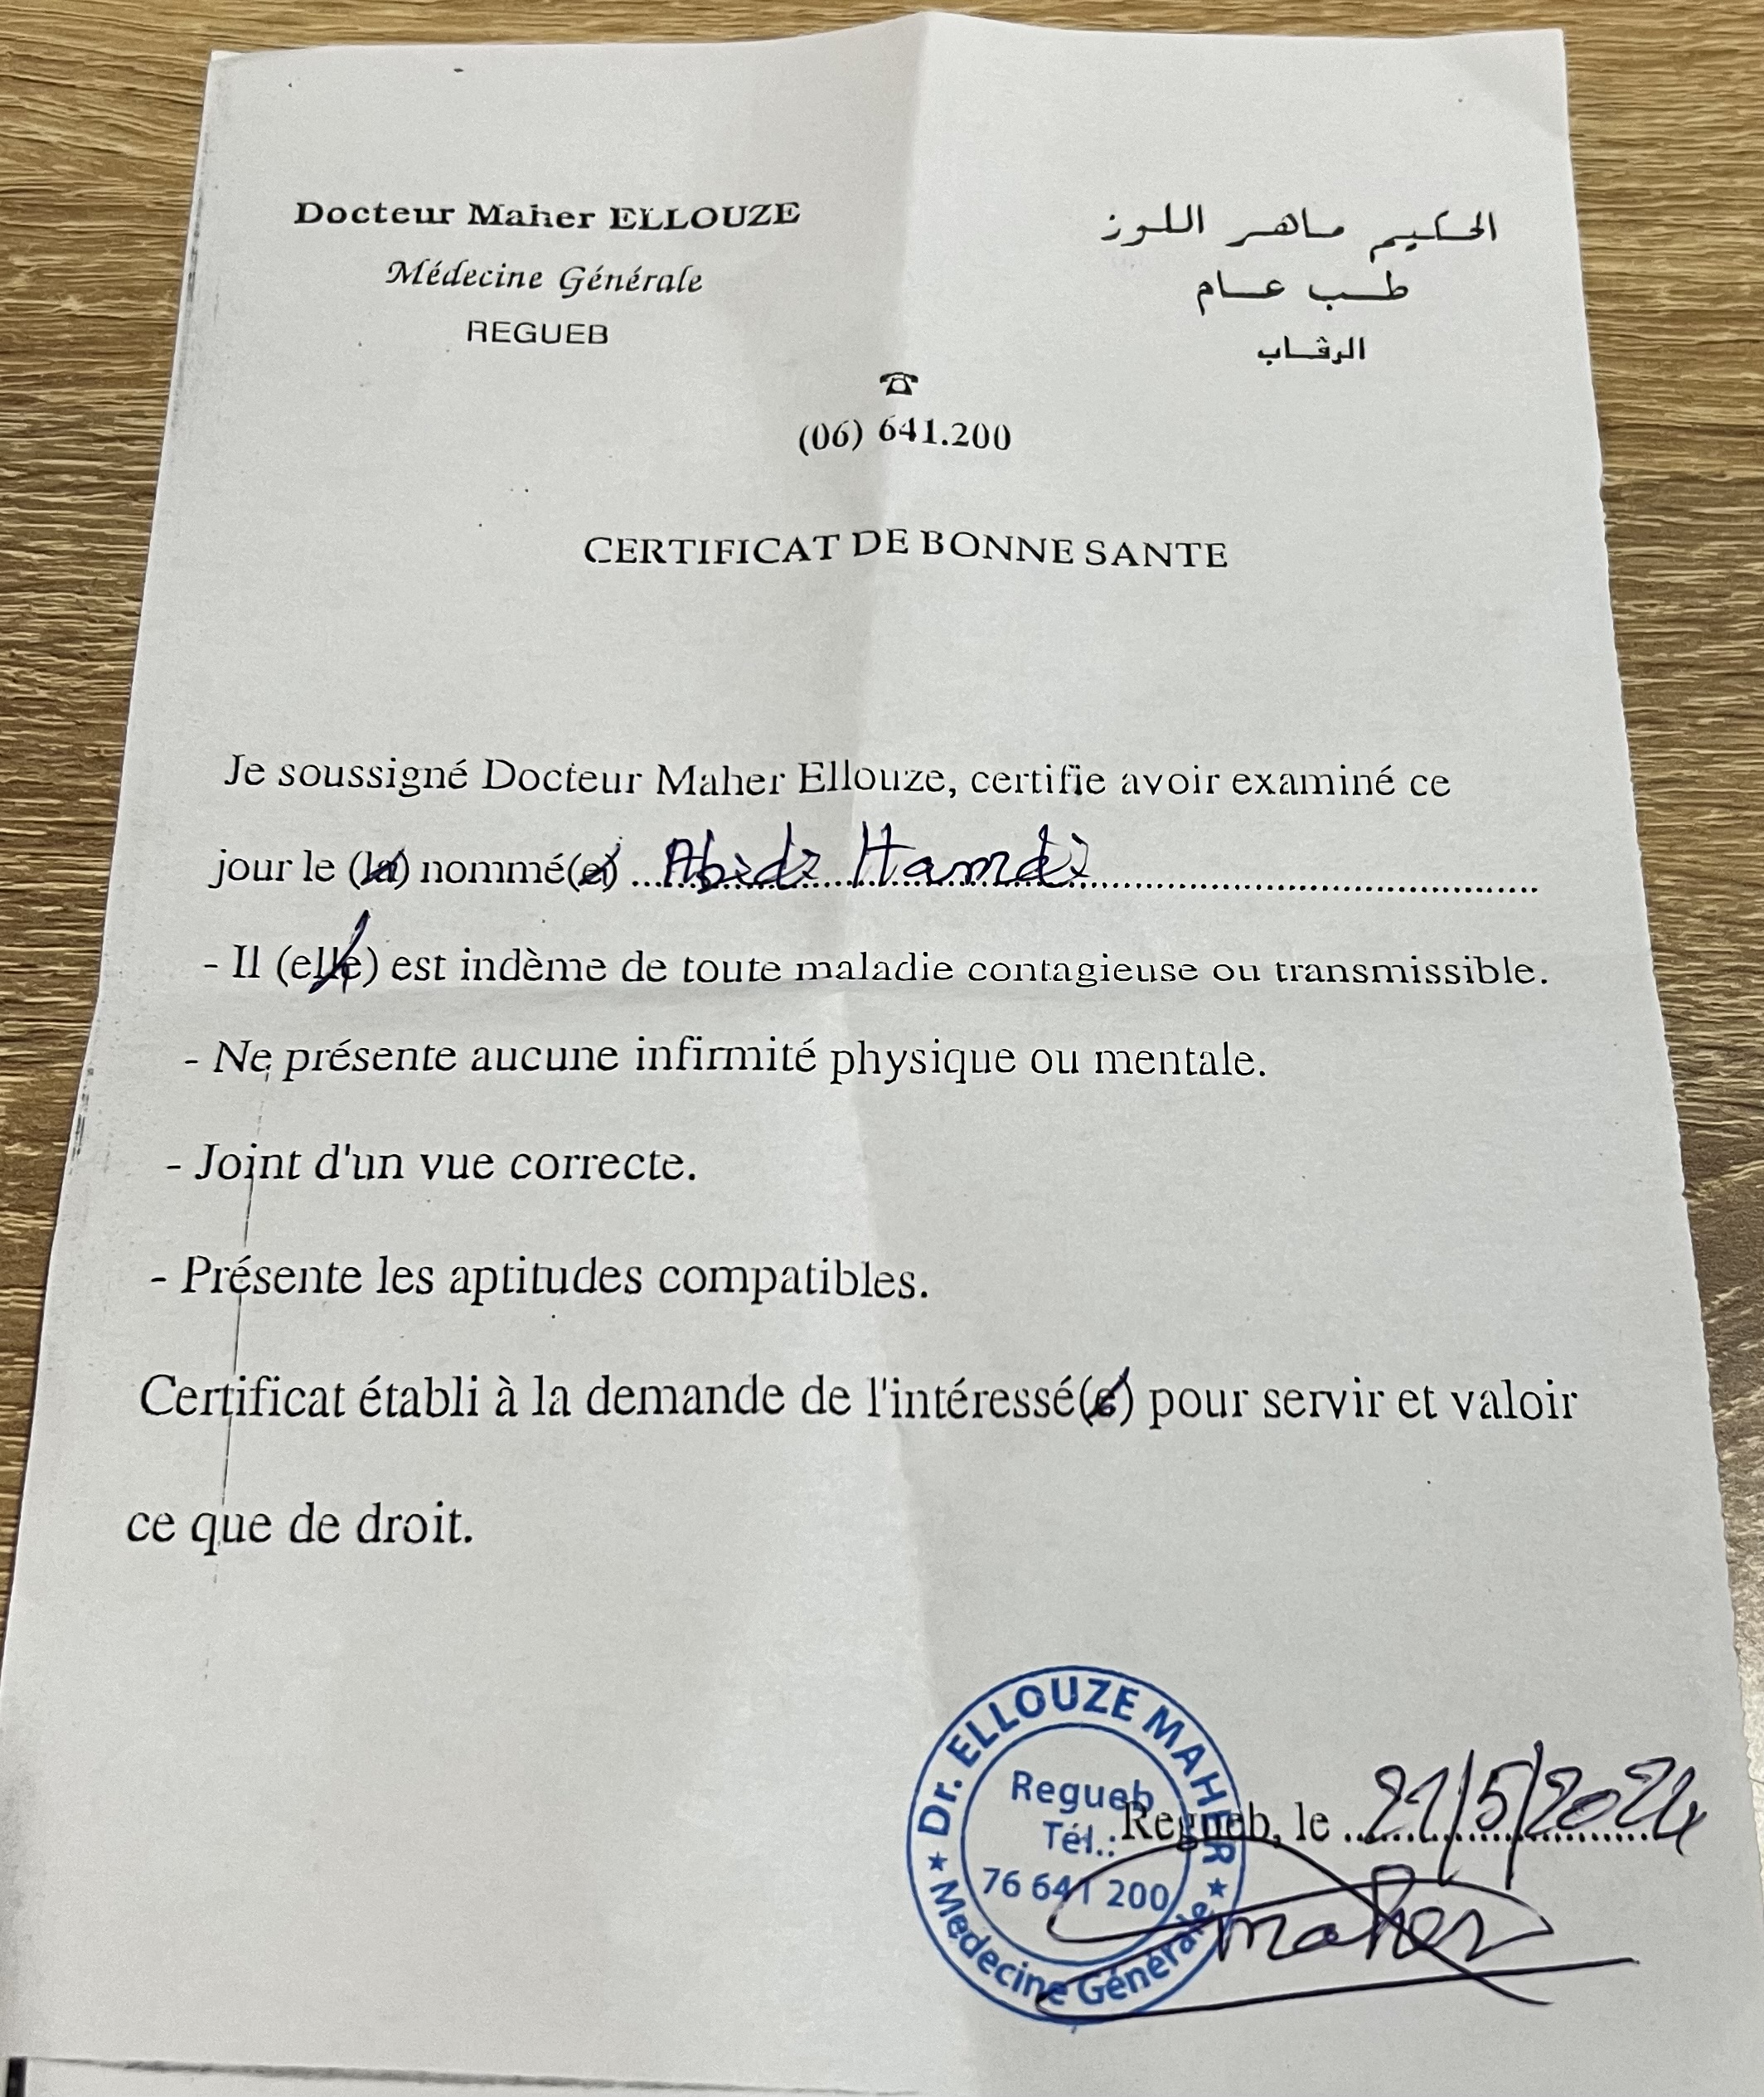 Docteur Maher ELLOUZE
Médecine Générale
REGUEB
الحكيم ماهر اللوز
طب عام
الرقاب
☎
(06) 641.200
CERTIFICAT DE BONNE SANTE
Je soussigné Docteur Maher Ellouze, certifie avoir examiné ce
jour le (la) nommé(e) Abidi Hamdi
- Il (elle) est indème de toute maladie contagieuse ou transmissible.
- Ne présente aucune infirmité physique ou mentale.
- Joint d'un vue correcte.
- Présente les aptitudes compatibles.
Certificat établi à la demande de l'intéressé(e) pour servir et valoir
ce que de droit.
Regueb, le 21/5/2024
Dr. ELLOUZE MAHER
Regueb
Tél.:
76 641 200
★ Medecine Générale ★
Maher